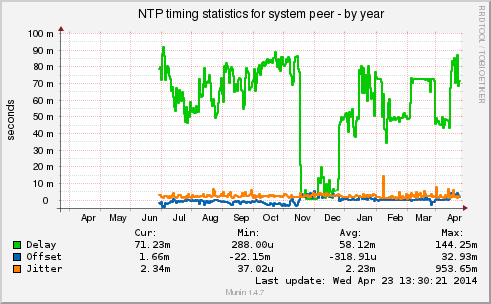 NTP timing statistics for system peer - by year
RRDTOOL / TOBI OETIKER
seconds
100 m
90 m
80 m
70 m
60 m
50 m
40 m
30 m
20 m
10 m
0
Apr May Jun Jul Aug Sep Oct Nov Dec Jan Feb Mar Apr
Cur: Min: Avg: Max:
Delay 71.23m 288.00u 58.12m 144.25m
Offset 1.66m -22.15m -318.91u 32.93m
Jitter 2.34m 37.02u 2.23m 953.65m
Last update: Wed Apr 23 13:30:21 2014
Munin 1.4.7